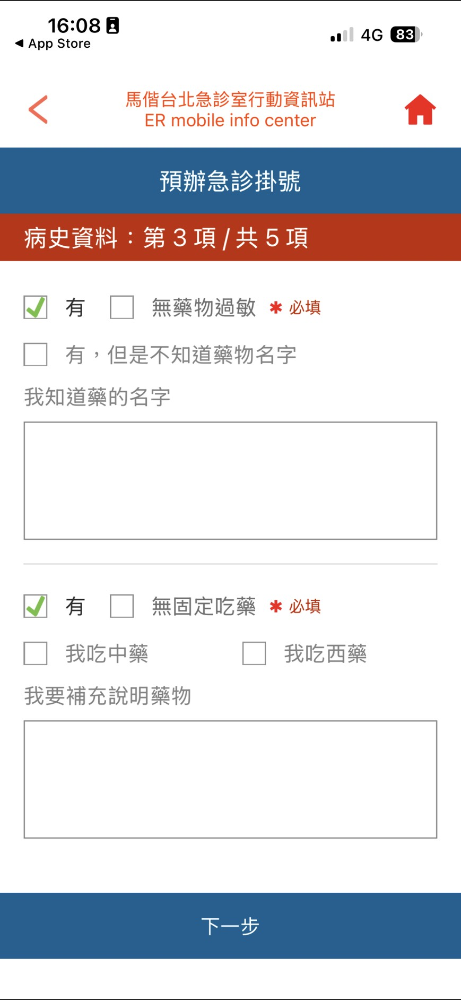 16:08
◀ App Store
4G 83
馬偕台北急診室行動資訊站
ER mobile info center
預辦急診掛號
病史資料：第 3 項 / 共 5 項
有 無藥物過敏 * 必填
有，但是不知道藥物名字
我知道藥的名字
有 無固定吃藥 * 必填
我吃中藥 我吃西藥
我要補充說明藥物
下一步